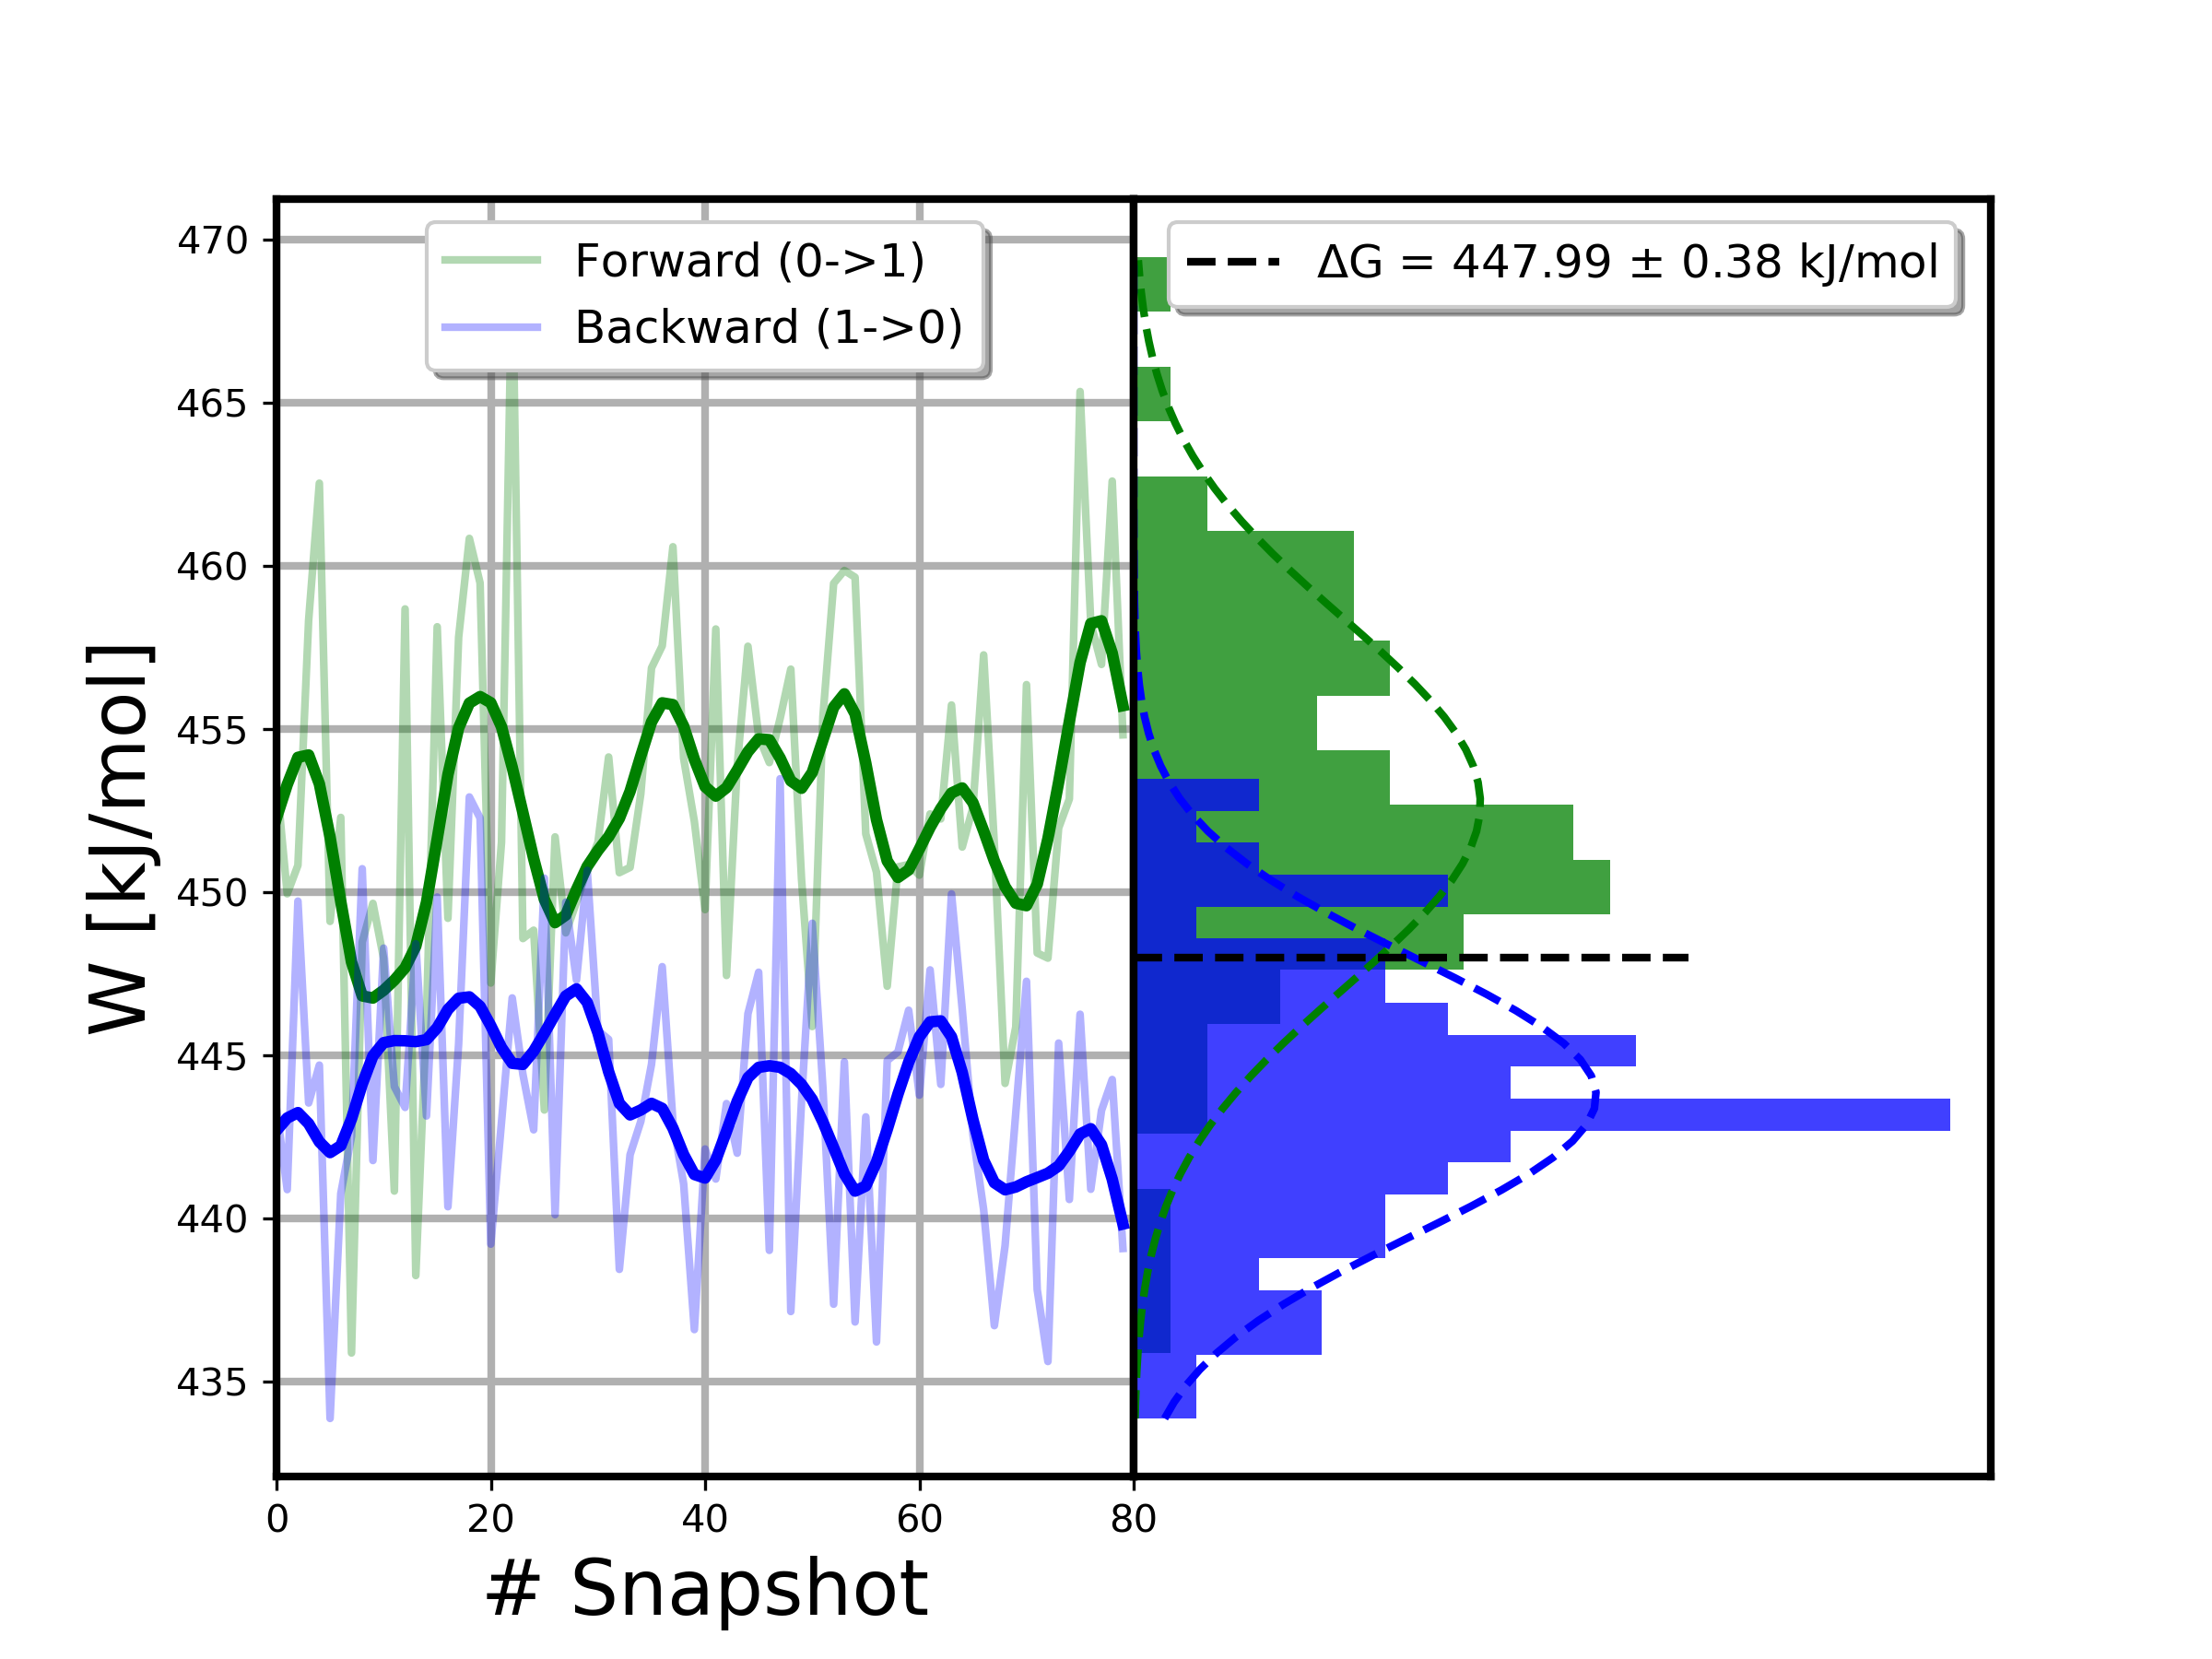 Forward (0->1)
Backward (1->0)
ΔG = 447.99 ± 0.38 kJ/mol
W [kJ/mol]
470
465
460
455
450
445
440
435
0 20 40 60 80
# Snapshot